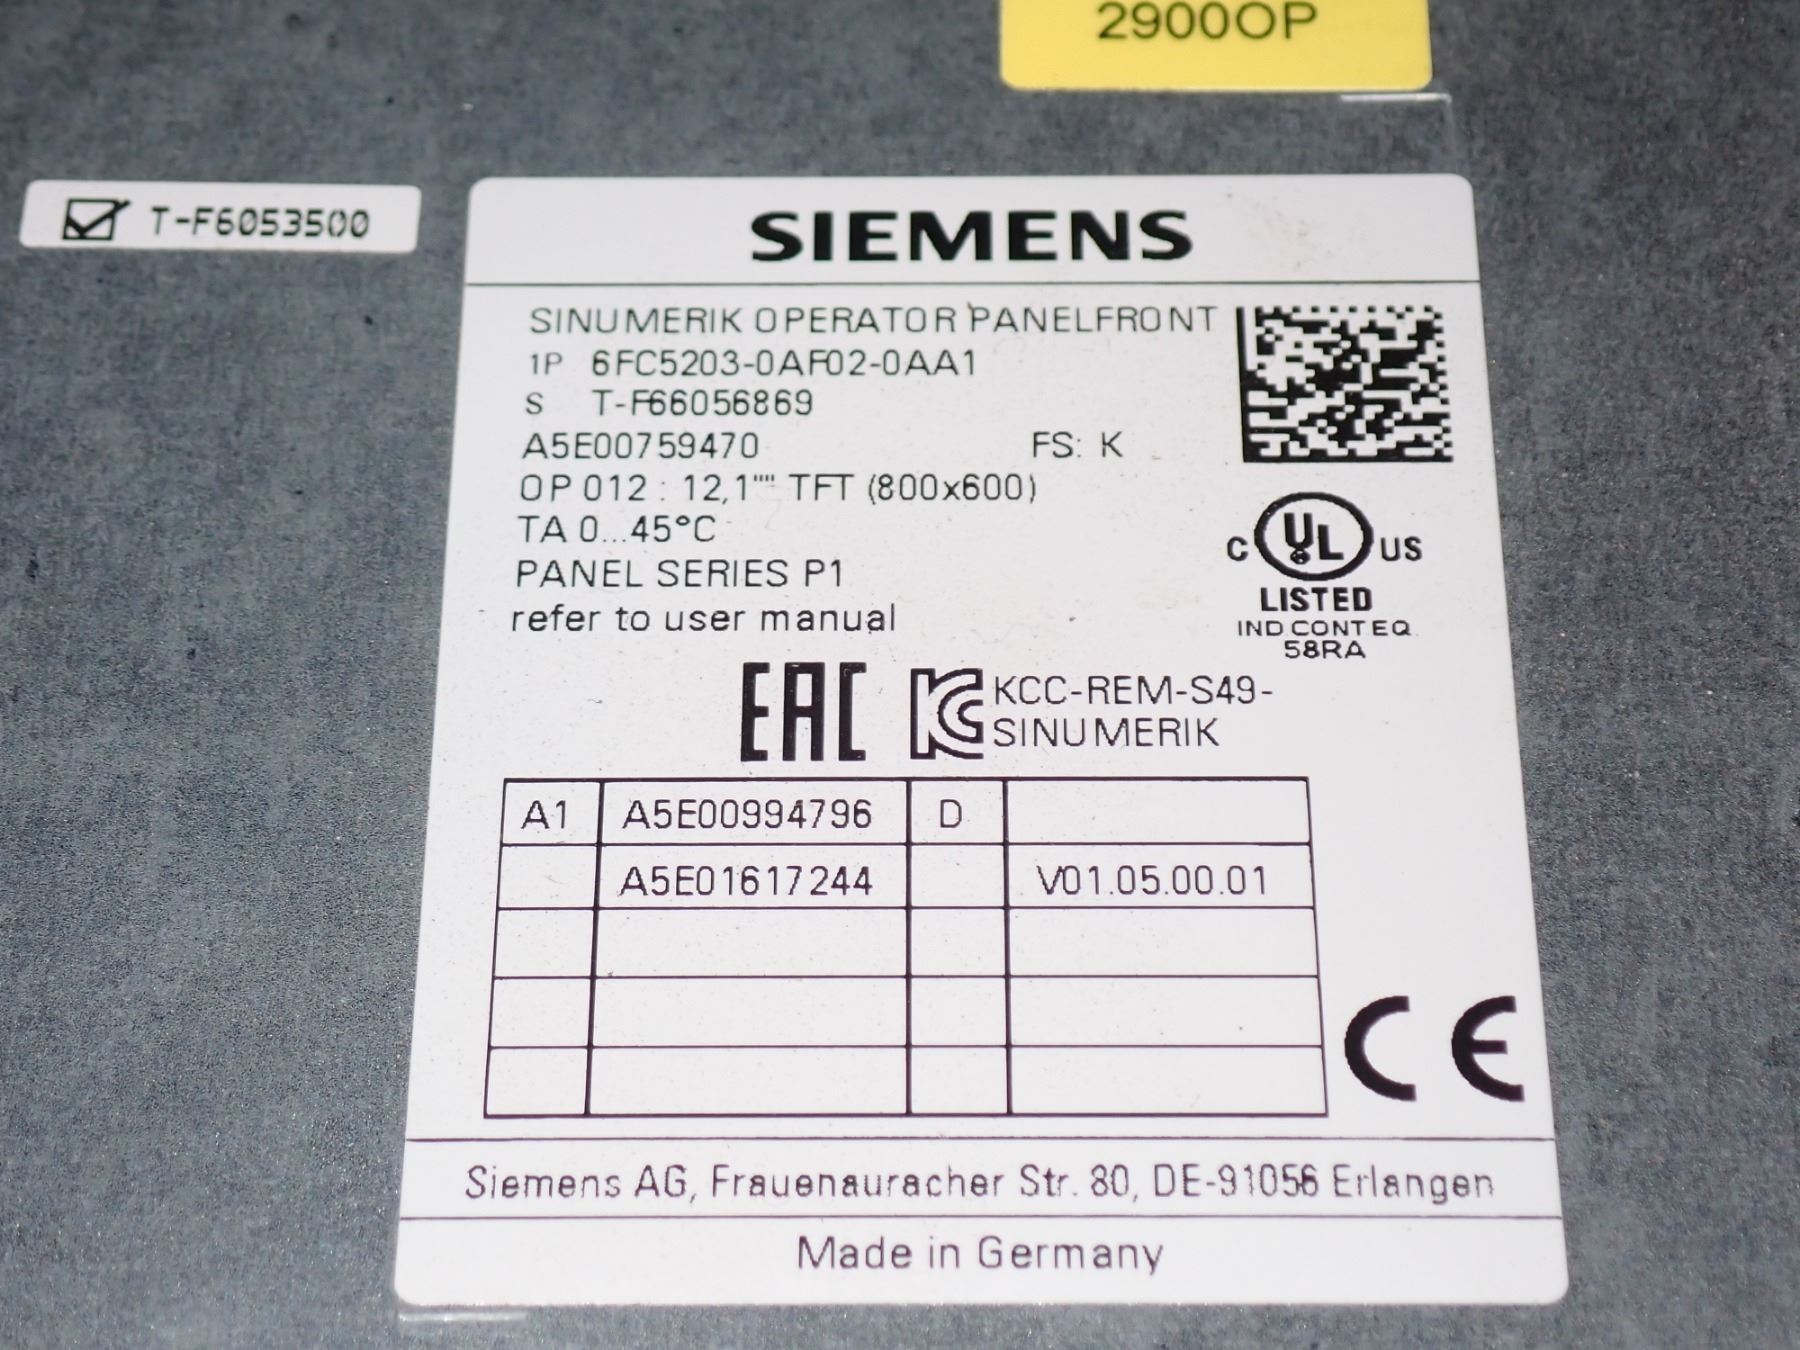 2900OP
T-F6053500
SIEMENS
SINUMERIK OPERATOR PANELFRONT
1P 6FC5203-0AF02-0AA1
S T-F66056869
A5E00759470 FS: K
OP 012 : 12,1"" TFT (800x600)
TA 0...45°C
PANEL SERIES P1
refer to user manual
C UL US
LISTED
IND.CONT.EQ.
58RA
EAC KC KCC-REM-S49-
SINUMERIK
A1 A5E00994796 D
A5E01617244 V01.05.00.01
CE
Siemens AG, Frauenauracher Str. 80, DE-91056 Erlangen
Made in Germany